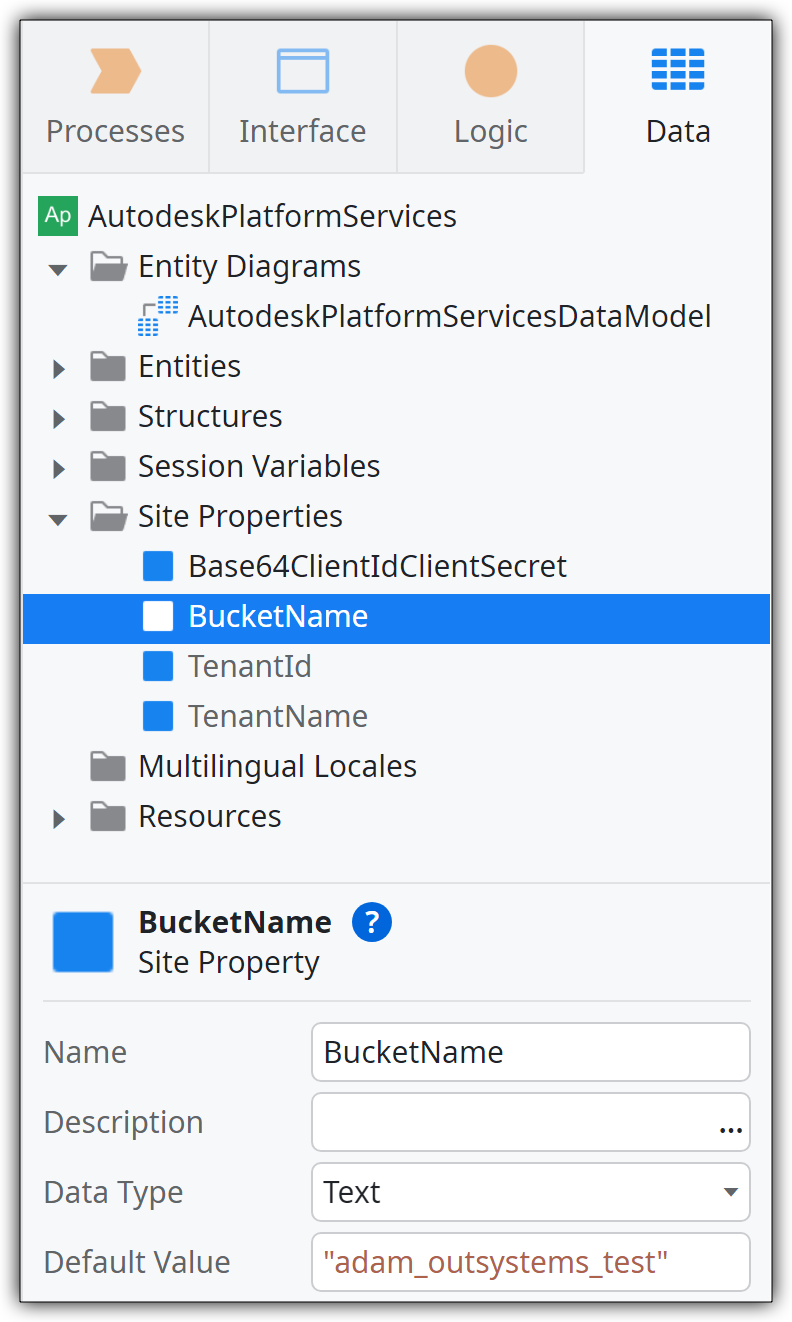 Processes Interface Logic Data
Ap AutodeskPlatformServices
Entity Diagrams
AutodeskPlatformServicesDataModel
Entities
Structures
Session Variables
Site Properties
Base64ClientIdClientSecret
BucketName
TenantId
TenantName
Multilingual Locales
Resources
BucketName ?
Site Property
Name BucketName
Description ...
Data Type Text
Default Value "adam_outsystems_test"